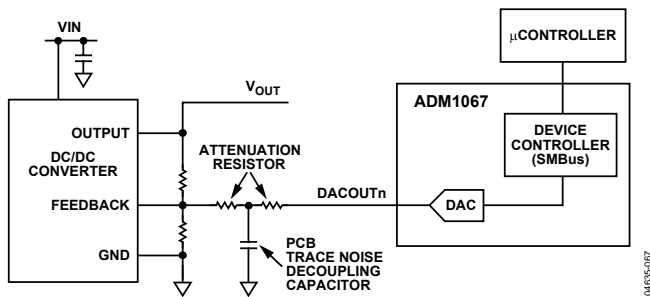 VIN
μCONTROLLER
VOUT
ADM1067
OUTPUT
DC/DC
CONVERTER
ATTENUATION
RESISTOR
DEVICE
CONTROLLER
(SMBus)
FEEDBACK
DACOUTn
DAC
GND
PCB
TRACE NOISE
DECOUPLING
CAPACITOR
04635-067